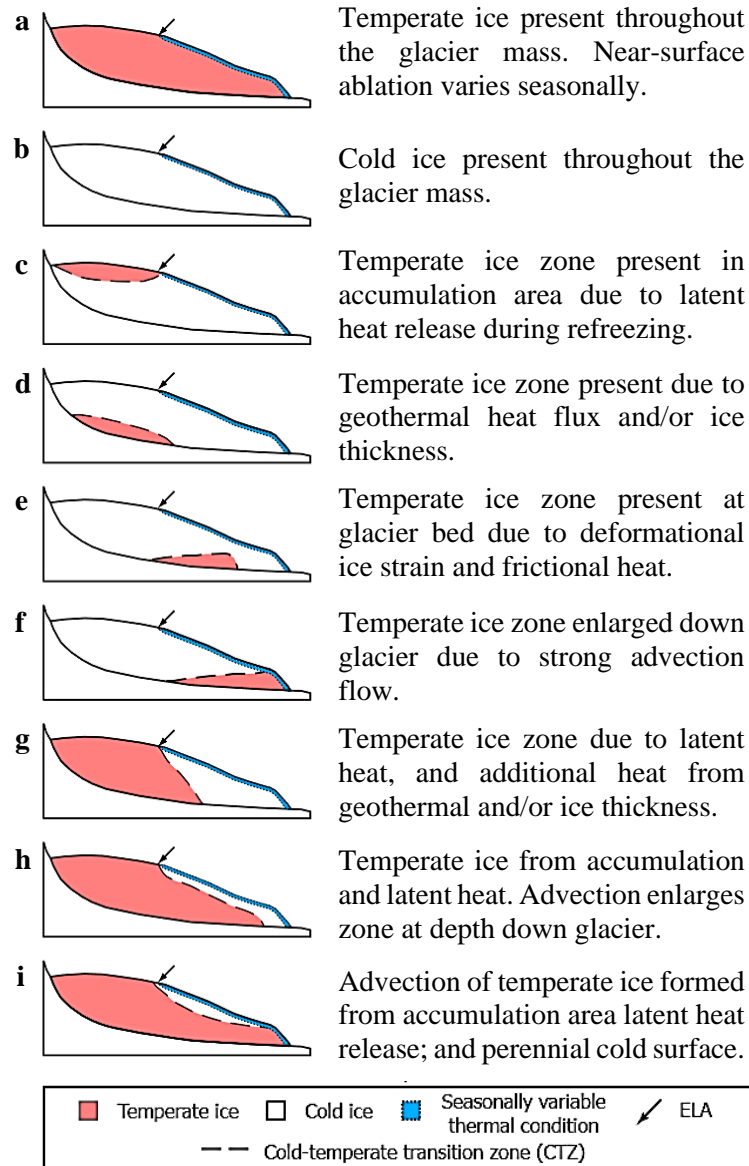 a
Temperate ice present throughout
the glacier mass. Near-surface
ablation varies seasonally.
b
Cold ice present throughout the
glacier mass.
c
Temperate ice zone present in
accumulation area due to latent
heat release during refreezing.
d
Temperate ice zone present due to
geothermal heat flux and/or ice
thickness.
e
Temperate ice zone present at
glacier bed due to deformational
ice strain and frictional heat.
f
Temperate ice zone enlarged down
glacier due to strong advection
flow.
g
Temperate ice zone due to latent
heat, and additional heat from
geothermal and/or ice thickness.
h
Temperate ice from accumulation
and latent heat. Advection enlarges
zone at depth down glacier.
i
Advection of temperate ice formed
from accumulation area latent heat
release; and perennial cold surface.
Temperate ice
Cold ice
Seasonally variable
thermal condition
ELA
Cold-temperate transition zone (CTZ)